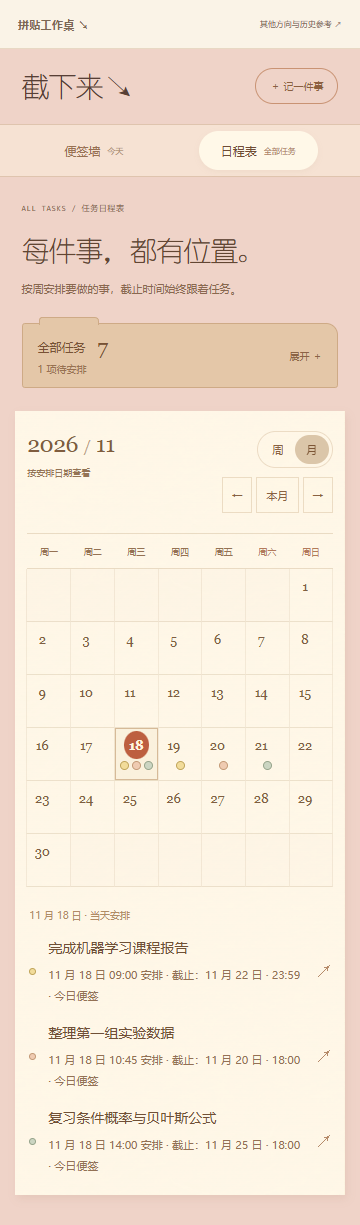 拼贴工作桌 ↘
其他方向与历史参考 ↗
截下来↘
+ 记一件事
便签墙 今天
日程表 全部任务
ALL TASKS / 任务日程表
每件事，都有位置。
按周安排要做的事，截止时间始终跟着任务。
全部任务 7
1 项待安排
展开 +
2026 / 11
按安排日期查看
周 月
← 本月 →
周一 周二 周三 周四 周五 周六 周日
1
2 3 4 5 6 7 8
9 10 11 12 13 14 15
16 17 18 19 20 21 22
23 24 25 26 27 28 29
30
11 月 18 日 · 当天安排
完成机器学习课程报告
11 月 18 日 09:00 安排 · 截止：11 月 22 日 · 23:59
· 今日便签
整理第一组实验数据
11 月 18 日 10:45 安排 · 截止：11 月 20 日 · 18:00
· 今日便签
复习条件概率与贝叶斯公式
11 月 18 日 14:00 安排 · 截止：11 月 25 日 · 18:00
· 今日便签